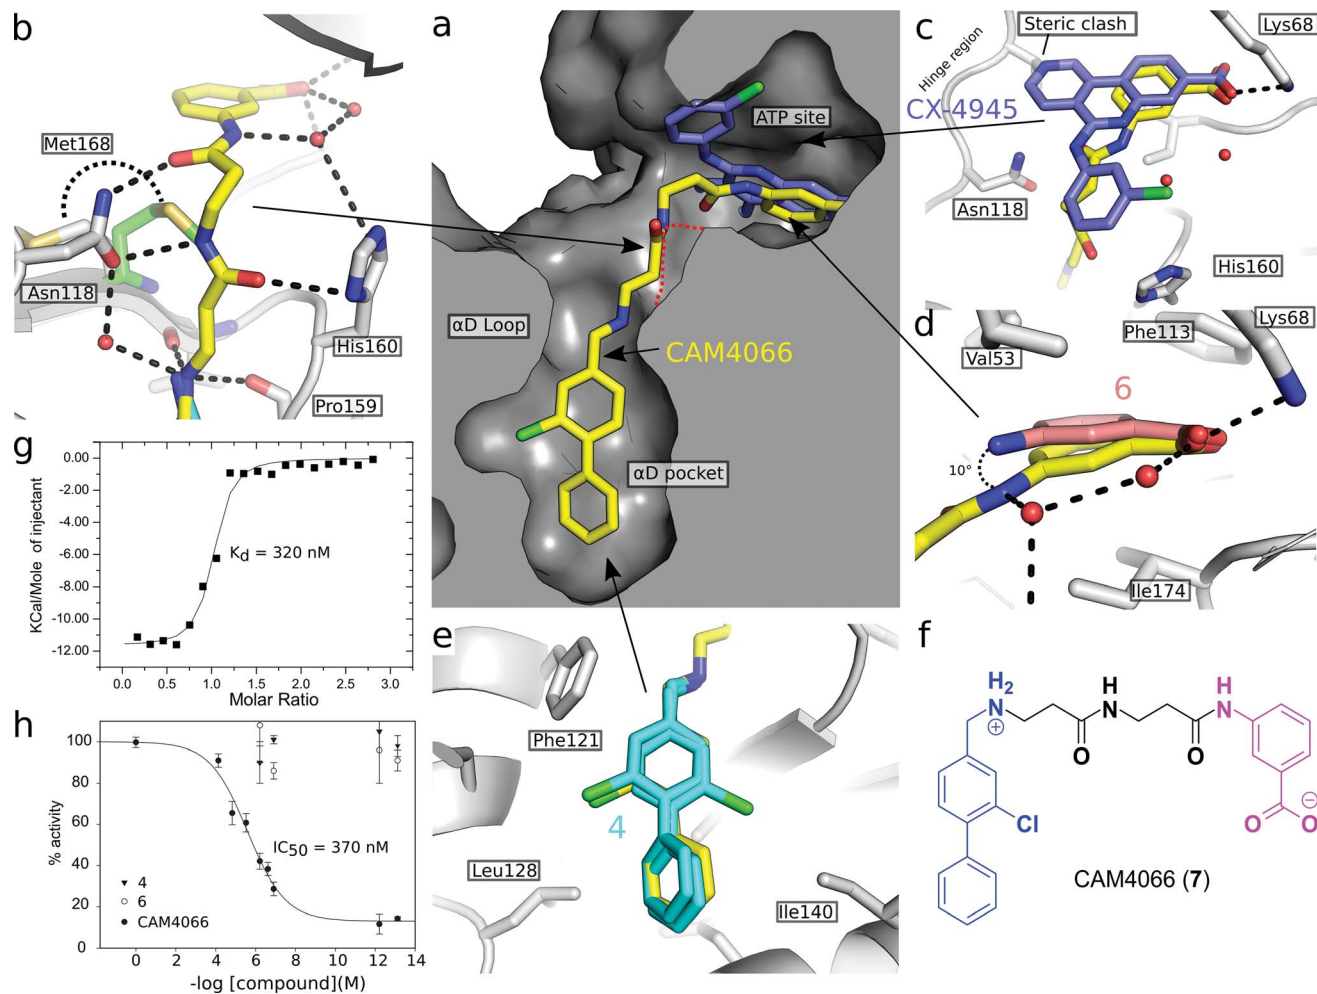 b
Met168
Asn118
His160
Pro159
a
ATP site
αD Loop
CAM4066
αD pocket
c
Steric clash
Lys68
Hinge region
CX-4945
Asn118
His160
d
Phe113
Lys68
Val53
6
10°
Ile174
g
0.00
-2.00
-4.00
-6.00
-8.00
-10.00
-12.00
KCal/Mole of injectant
Kd = 320 nM
0.0 0.5 1.0 1.5 2.0 2.5 3.0
Molar Ratio
e
Phe121
4
Leu128
Ile140
f
H2
N
+
H
N
O
H
N
O
Cl
O
O
−
CAM4066 (7)
h
100
80
60
40
20
0
% activity
IC50 = 370 nM
4
6
CAM4066
0 2 4 6 8 10 12 14
-log [compound](M)